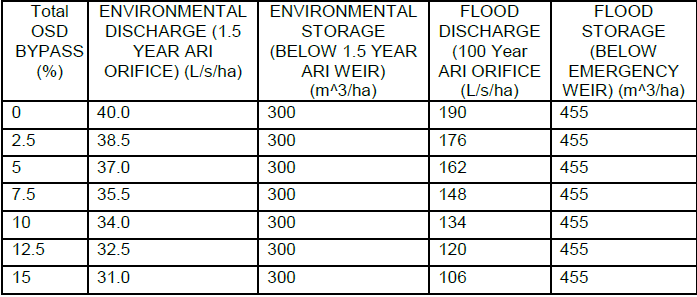 Total OSD BYPASS (%) | ENVIRONMENTAL DISCHARGE (1.5 YEAR ARI ORIFICE) (L/s/ha) | ENVIRONMENTAL STORAGE (BELOW 1.5 YEAR ARI WEIR) (m^3/ha) | FLOOD DISCHARGE (100 Year ARI ORIFICE (L/s/ha) | FLOOD STORAGE (BELOW EMERGENCY WEIR) (m^3/ha)
0 | 40.0 | 300 | 190 | 455
2.5 | 38.5 | 300 | 176 | 455
5 | 37.0 | 300 | 162 | 455
7.5 | 35.5 | 300 | 148 | 455
10 | 34.0 | 300 | 134 | 455
12.5 | 32.5 | 300 | 120 | 455
15 | 31.0 | 300 | 106 | 455